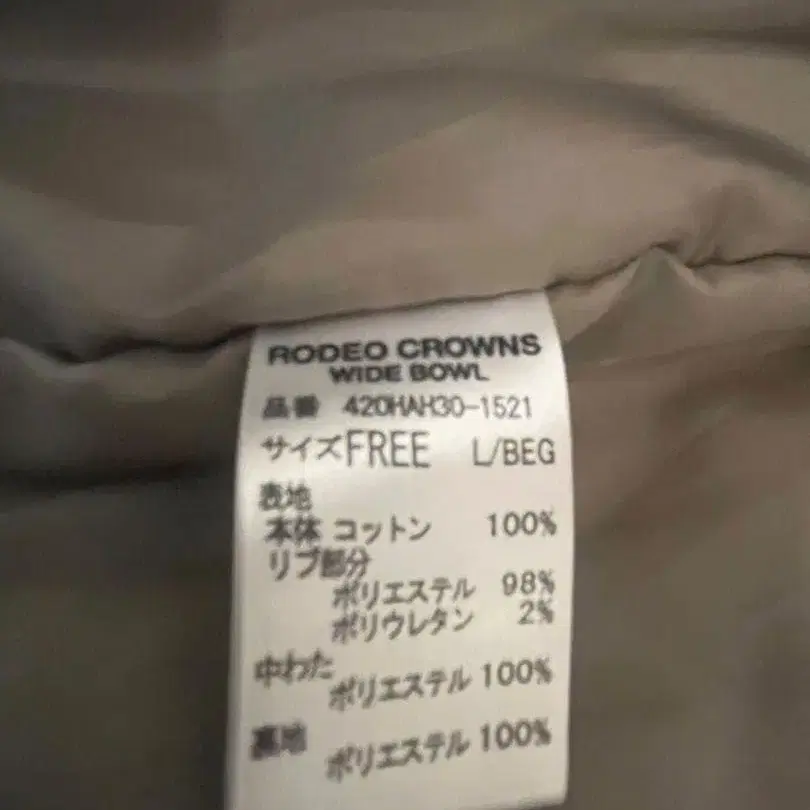 RODEO CROWNS
WIDE BOWL
品番 420HAH30-1521
サイズFREE L/BEG
表地
本体 コットン 100%
リブ部分
ポリエステル 98%
ポリウレタン 2%
中わた
ポリエステル 100%
裏地
ポリエステル 100%